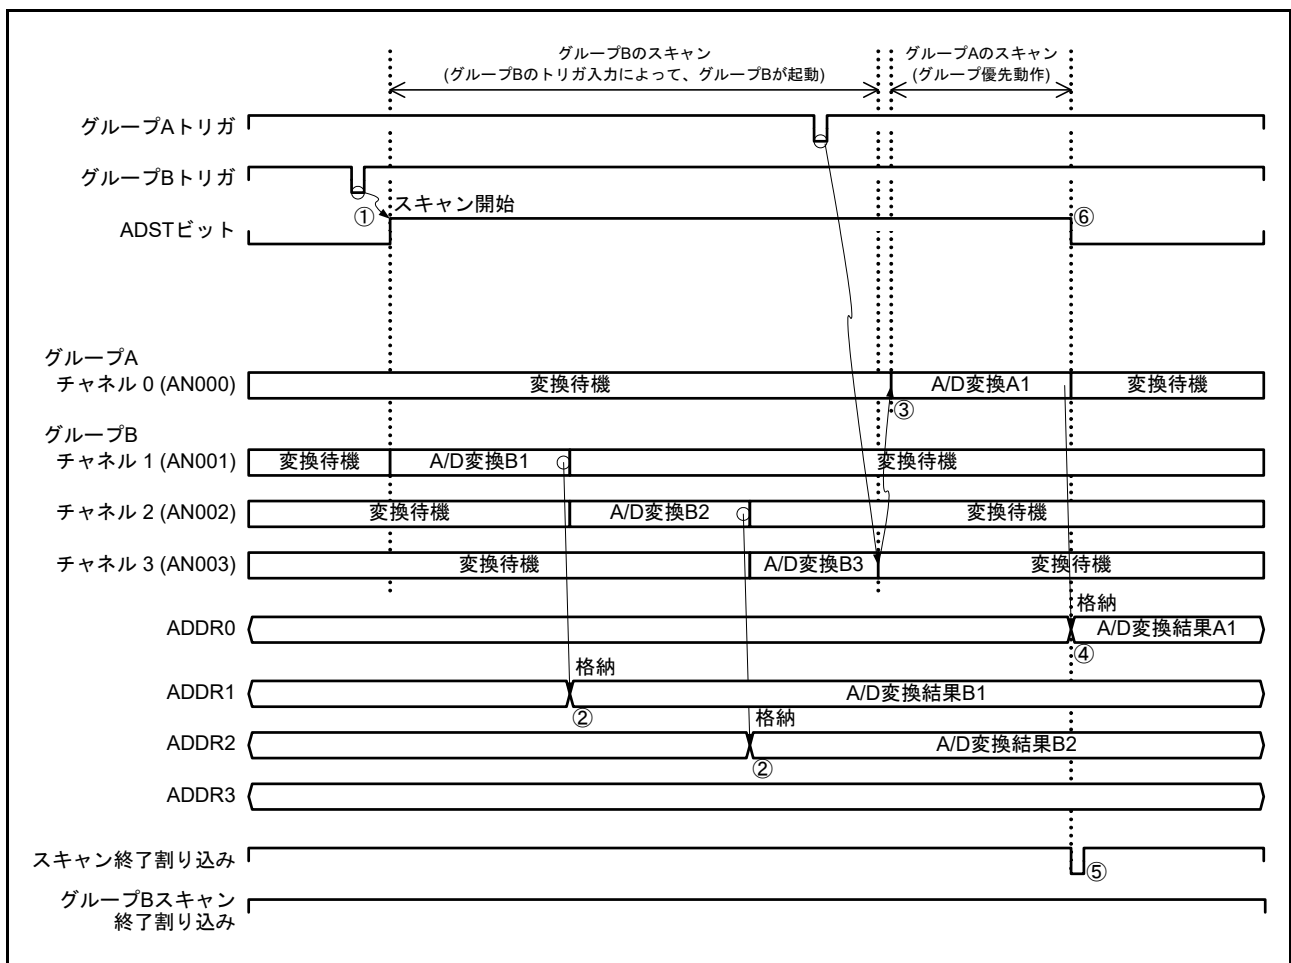 グループBのスキャン
(グループBのトリガ入力によって、グループBが起動)
グループAのスキャン
(グループ優先動作)
グループAトリガ
グループBトリガ
① スキャン開始 ⑥
ADSTビット
グループA
チャネル 0 (AN000) 変換待機 A/D変換A1 変換待機
③
グループB
チャネル 1 (AN001) 変換待機 A/D変換B1 変換待機
チャネル 2 (AN002) 変換待機 A/D変換B2 変換待機
チャネル 3 (AN003) 変換待機 A/D変換B3 変換待機
格納
ADDR0 A/D変換結果A1
④
格納
ADDR1 A/D変換結果B1
② 格納
ADDR2 A/D変換結果B2
②
ADDR3
スキャン終了割り込み
⑤
グループBスキャン
終了割り込み